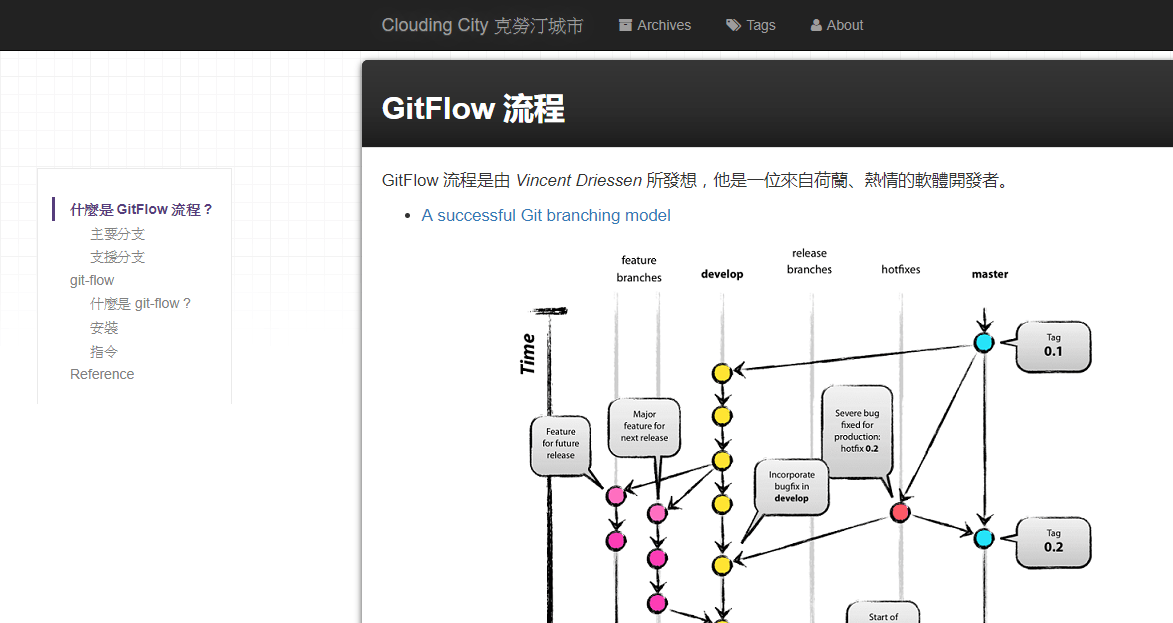 Clouding City 克勞汀城市 Archives Tags About
GitFlow 流程
什麼是 GitFlow 流程？
主要分支
支援分支
git-flow
什麼是 git-flow？
安裝
指令
Reference
GitFlow 流程是由 Vincent Driessen 所發想，他是一位來自荷蘭、熱情的軟體開發者。
A successful Git branching model
feature
branches
develop
release
branches
hotfixes
master
Time
Tag
0.1
Major
feature for
next release
Feature
for future
release
Severe bug
fixed for
production:
hotfix 0.2
Incorporate
bugfix in
develop
Tag
0.2
Start of